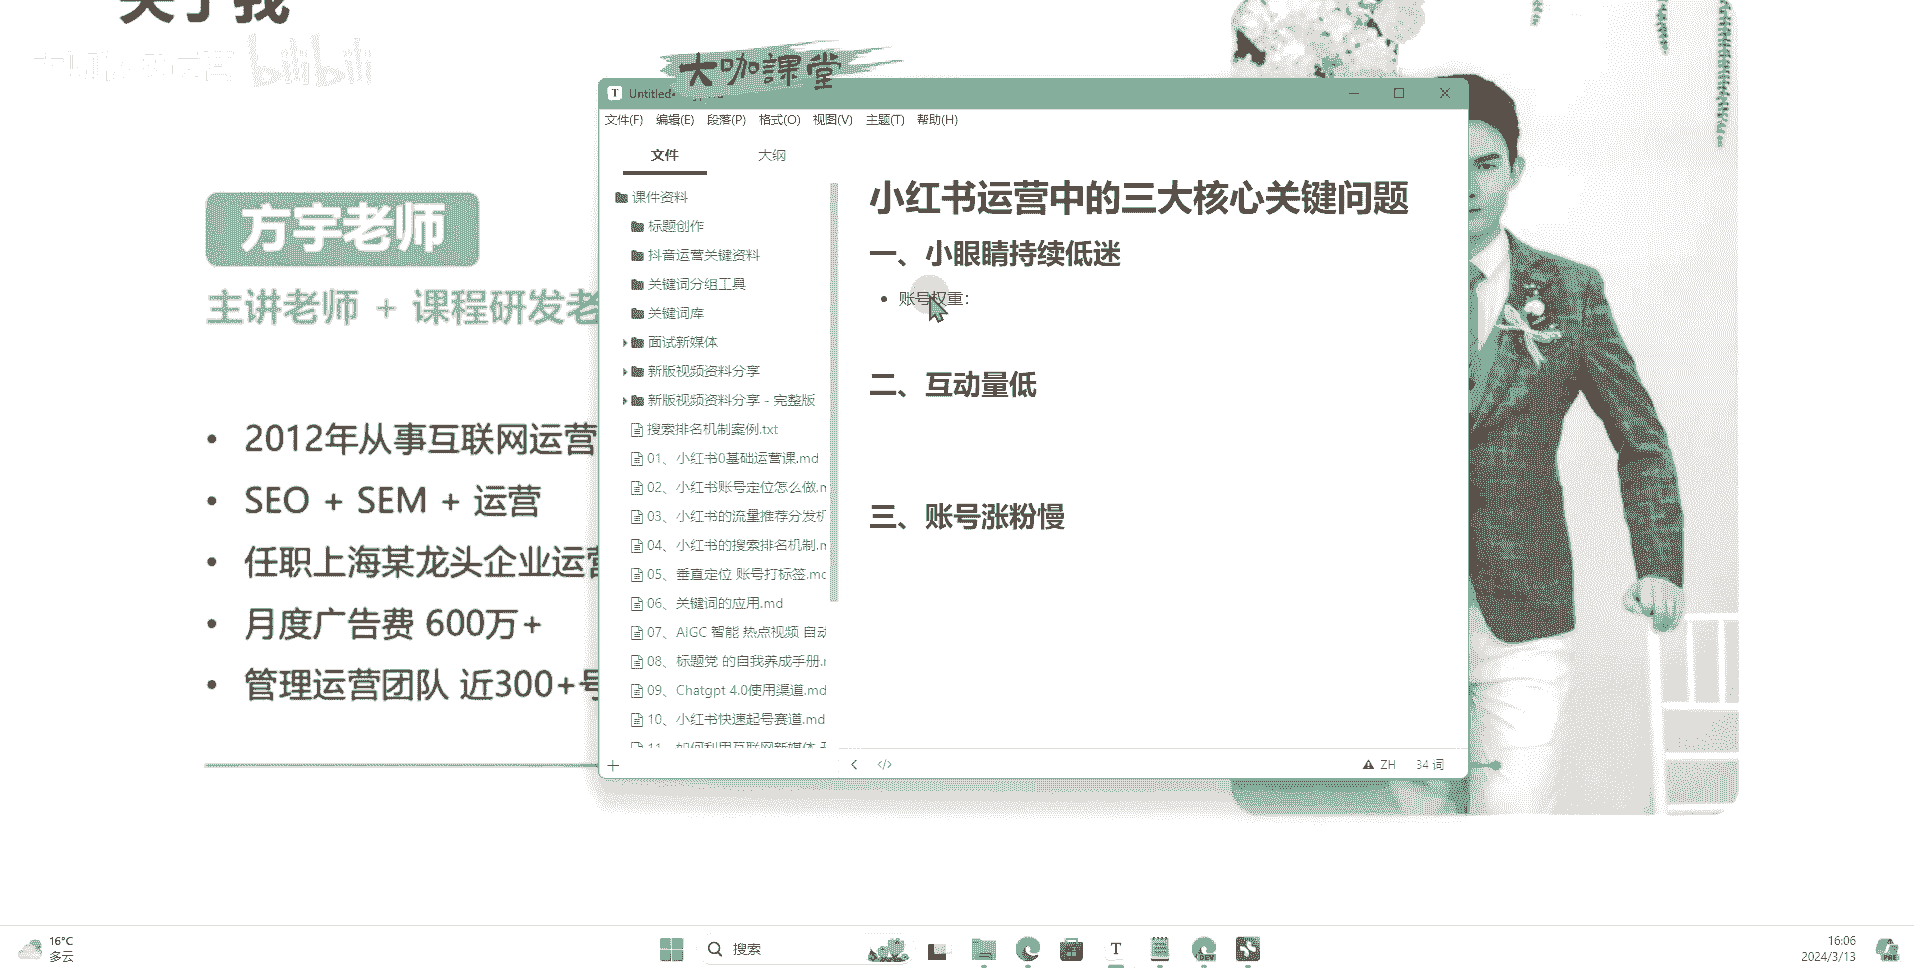 关于我
bilibili
大咖課堂
方宇老师
主讲老师 + 课程研发老
• 2012年从事互联网运营
• SEO + SEM + 运营
• 任职上海某龙头企业运营
• 月度广告费 600万+
• 管理运营团队 近300+号
Untitled•
文件(F) 编辑(E) 段落(P) 格式(O) 视图(V) 主题(T) 帮助(H)
文件 大纲
课件资料
标题创作
抖音运营关键资料
关键词分组工具
关键词库
面试新媒体
新版视频资料分享
新版视频资料分享 - 完整版
搜索排名机制案例.txt
01、小红书0基础运营课.md
02、小红书账号定位怎么做.m
03、小红书的流量推荐分发机
04、小红书的搜索排名机制.m
05、垂直定位 账号打标签.md
06、关键词的应用.md
07、AIGC 智能 热点视频 自动
08、标题党 的自我养成手册.m
09、Chatgpt 4.0使用渠道.md
10、小红书快速起号赛道.md
11、如何利用互联网新媒体
小红书运营中的三大核心关键问题
一、小眼睛持续低迷
• 账号权重：
二、互动量低
三、账号涨粉慢
ZH 34 词
16°C
多云
搜索
T
DEV
16:06
2024/3/13
PRE